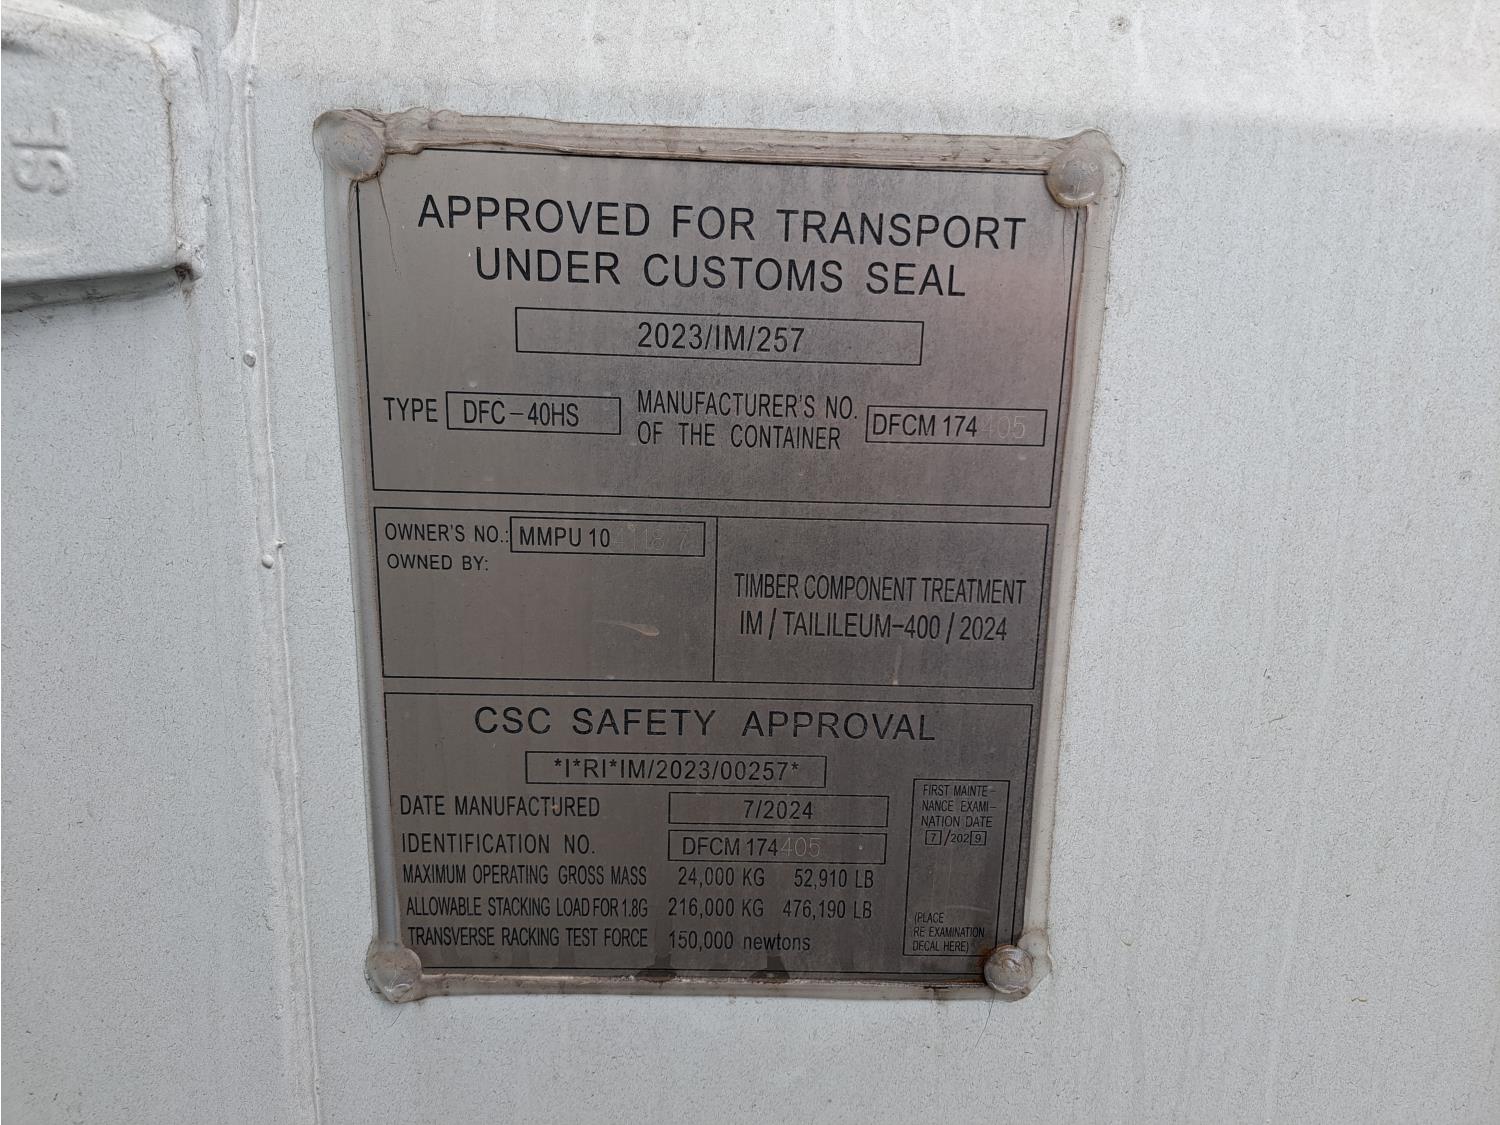 APPROVED FOR TRANSPORT
UNDER CUSTOMS SEAL
2023/IM/257
TYPE DFC-40HS MANUFACTURER'S NO. OF THE CONTAINER DFCM 174405
OWNER'S NO.: MMPU 10
OWNED BY:
TIMBER COMPONENT TREATMENT
IM / TAILILEUM-400 / 2024
CSC SAFETY APPROVAL
*I*RI*IM/2023/00257*
DATE MANUFACTURED 7/2024
IDENTIFICATION NO. DFCM 174405
MAXIMUM OPERATING GROSS MASS 24,000 KG 52,910 LB
ALLOWABLE STACKING LOAD FOR 1.8G 216,000 KG 476,190 LB
TRANSVERSE RACKING TEST FORCE 150,000 newtons
FIRST MAINTE-
NANCE EXAMI-
NATION DATE
7/2029
(PLACE
RE EXAMINATION
DECAL HERE)